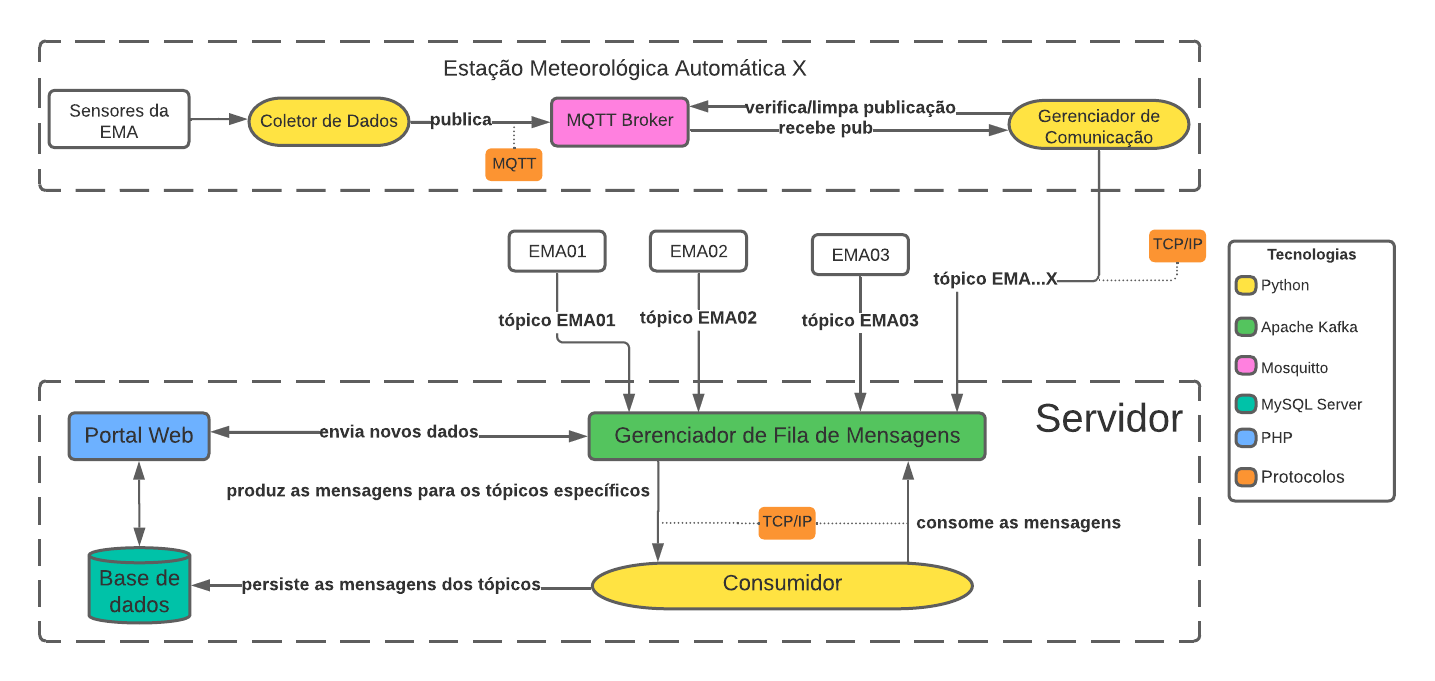 Estação Meteorológica Automática X
Sensores da
EMA
Coletor de Dados
publica
MQTT
MQTT Broker
verifica/limpa publicação
recebe pub
Gerenciador de
Comunicação
EMA01
EMA02
EMA03
TCP/IP
tópico EMA...X
tópico EMA01
tópico EMA02
tópico EMA03
Tecnologias
Python
Apache Kafka
Mosquitto
MySQL Server
PHP
Protocolos
Servidor
Portal Web
envia novos dados
Gerenciador de Fila de Mensagens
produz as mensagens para os tópicos específicos
TCP/IP
consome as mensagens
Base de
dados
persiste as mensagens dos tópicos
Consumidor